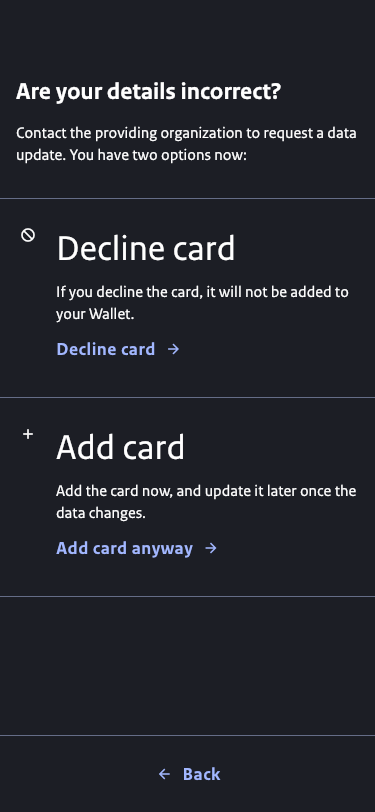 Are your details incorrect?
Contact the providing organization to request a data
update. You have two options now:
Decline card
If you decline the card, it will not be added to
your Wallet.
Decline card →
Add card
Add the card now, and update it later once the
data changes.
Add card anyway →
← Back